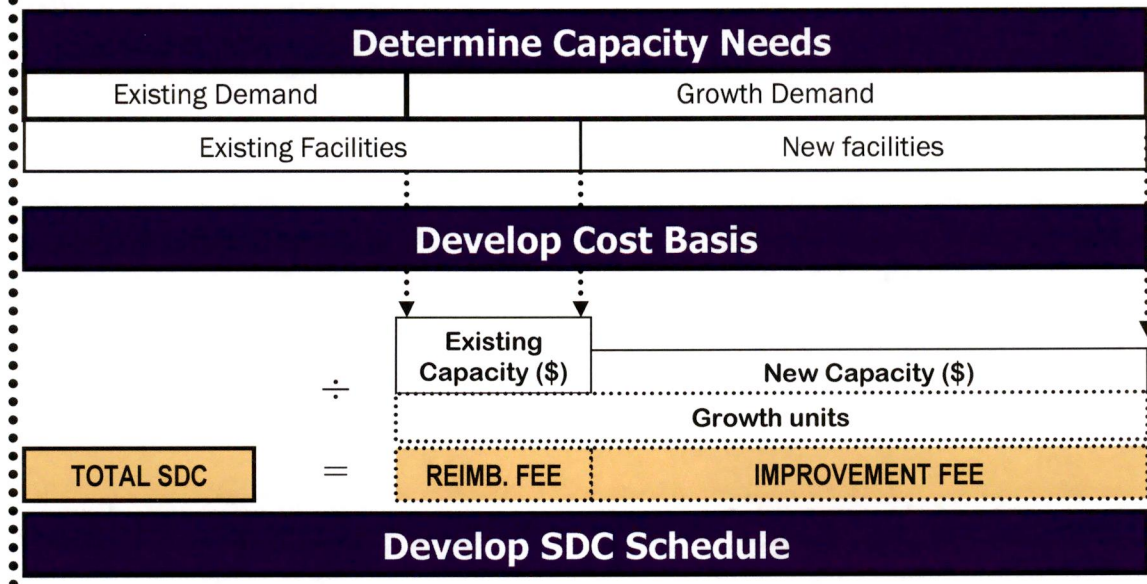 Determine Capacity Needs
Existing Demand Growth Demand
Existing Facilities New facilities
Develop Cost Basis
Existing
Capacity ($) New Capacity ($)
÷
Growth units
TOTAL SDC = REIMB. FEE IMPROVEMENT FEE
Develop SDC Schedule